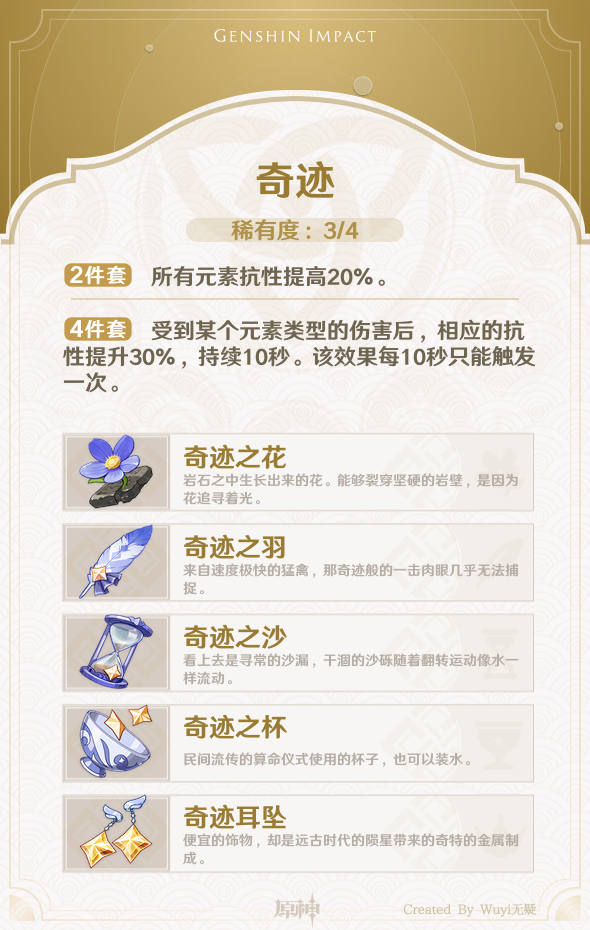 GENSHIN IMPACT
奇迹
稀有度：3/4
2件套 所有元素抗性提高20%。
4件套 受到某个元素类型的伤害后，相应的抗
性提升30%，持续10秒。该效果每10秒只能触发
一次。
奇迹之花
岩石之中生长出来的花。能够裂穿坚硬的岩壁，是因为
花追寻着光。
奇迹之羽
来自速度极快的猛禽，那奇迹般的一击肉眼几乎无法捕
捉。
奇迹之沙
看上去是寻常的沙漏，干涸的沙砾随着翻转运动像水一
样流动。
奇迹之杯
民间流传的算命仪式使用的杯子，也可以装水。
奇迹耳坠
便宜的饰物，却是远古时代的陨星带来的奇特的金属制
成。
原神
Created By Wuyi无疑